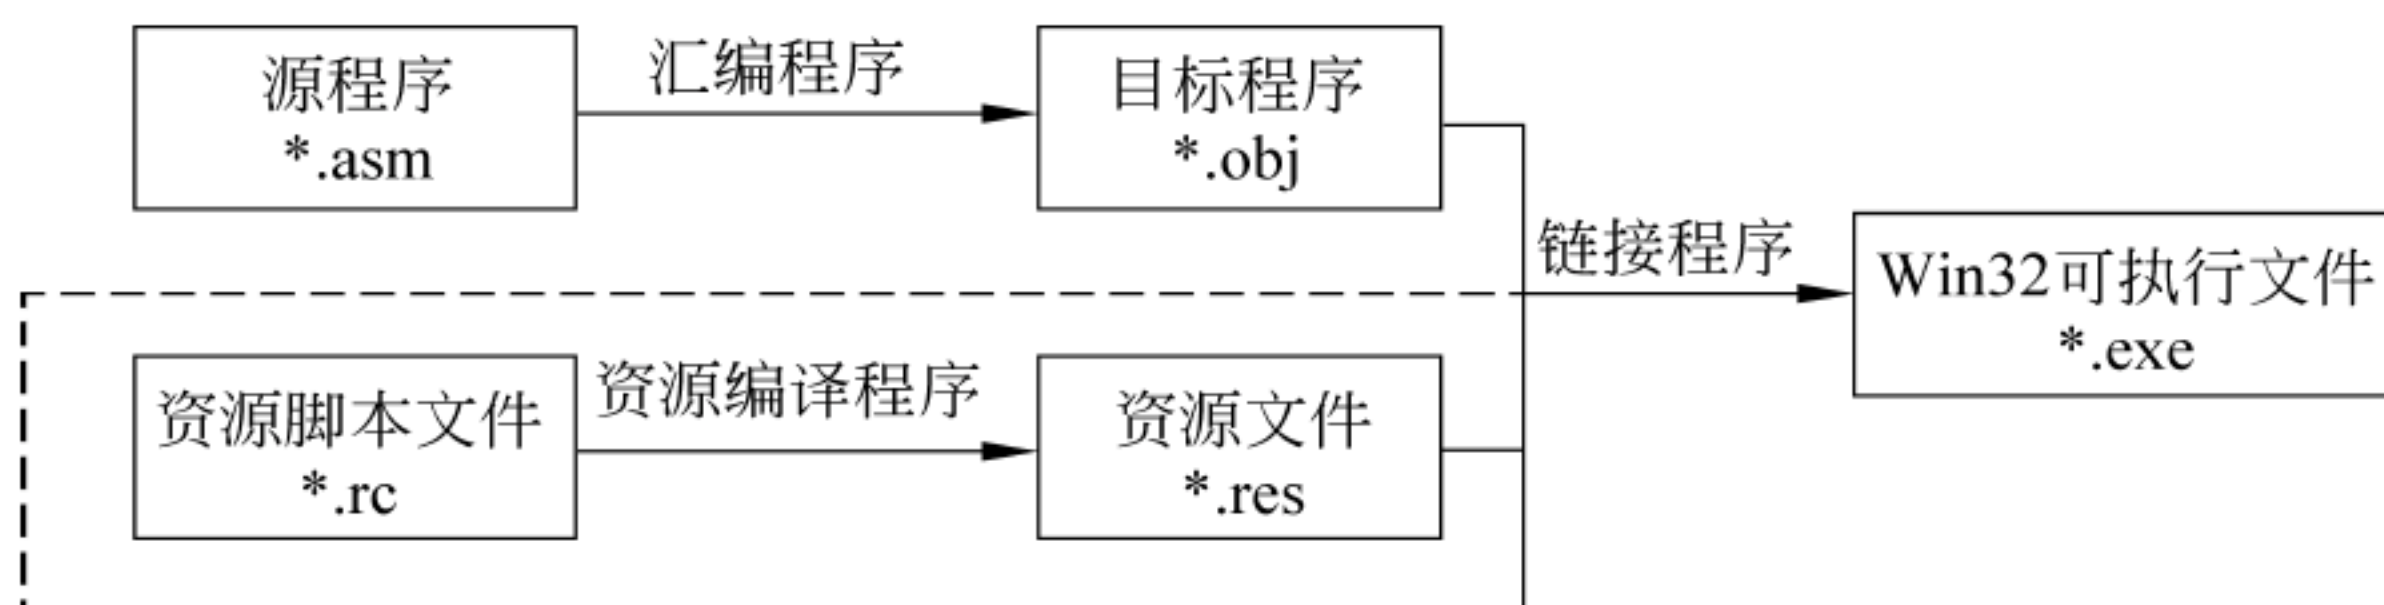 源程序
*.asm
汇编程序
目标程序
*.obj
链接程序
Win32可执行文件
*.exe
资源脚本文件
*.rc
资源编译程序
资源文件
*.res